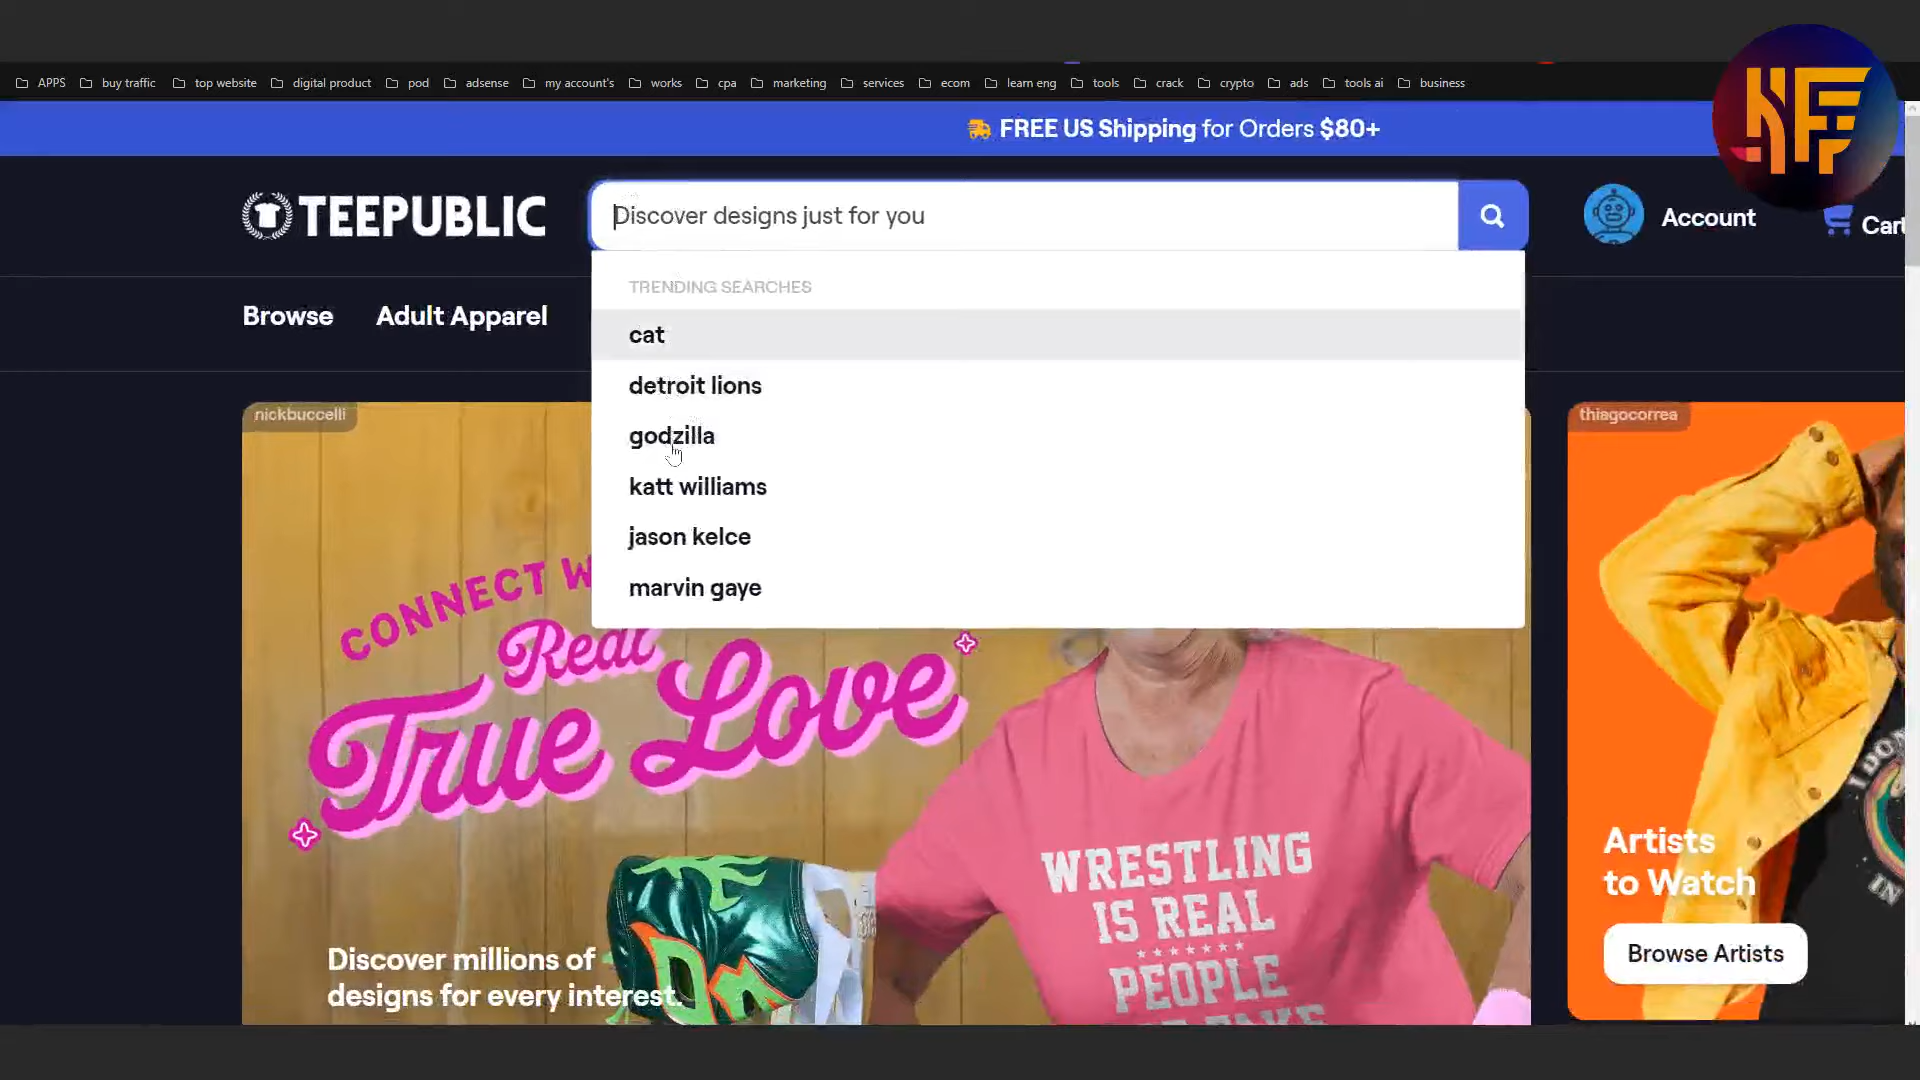 APPS buy traffic top website digital product pod adsense my account's works cpa marketing services ecom learn eng tools crack crypto ads tools ai business
FREE US Shipping for Orders $80+
TEEPUBLIC
Discover designs just for you
Account
Cart
TRENDING SEARCHES
cat
detroit lions
godzilla
katt williams
jason kelce
marvin gaye
Browse
Adult Apparel
nickbuccelli
CONNECT W
Real
True Love
Discover millions of
designs for every interest.
WRESTLING
IS REAL
PEOPLE
thiagocorrea
I DON
IN
Artists
to Watch
Browse Artists